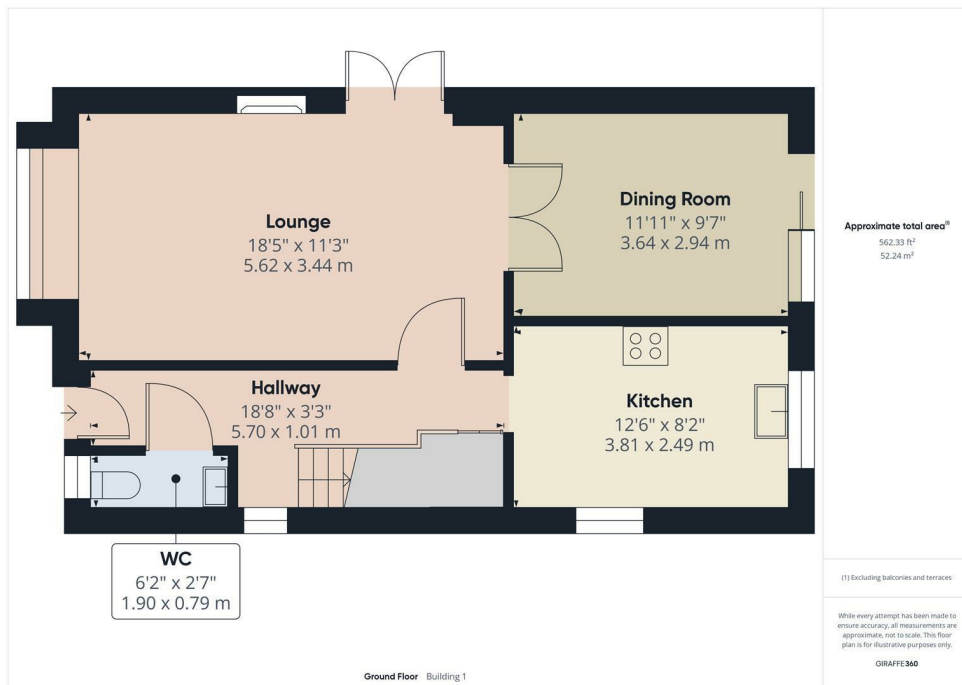 Lounge
18'5" x 11'3"
5.62 x 3.44 m
Dining Room
11'11" x 9'7"
3.64 x 2.94 m
Hallway
18'8" x 3'3"
5.70 x 1.01 m
Kitchen
12'6" x 8'2"
3.81 x 2.49 m
WC
6'2" x 2'7"
1.90 x 0.79 m
Ground Floor Building 1
Approximate total area(1)
562.33 ft²
52.24 m²
(1) Excluding balconies and terraces
While every attempt has been made to
ensure accuracy, all measurements are
approximate, not to scale. This floor
plan is for illustrative purposes only.
GIRAFFE360